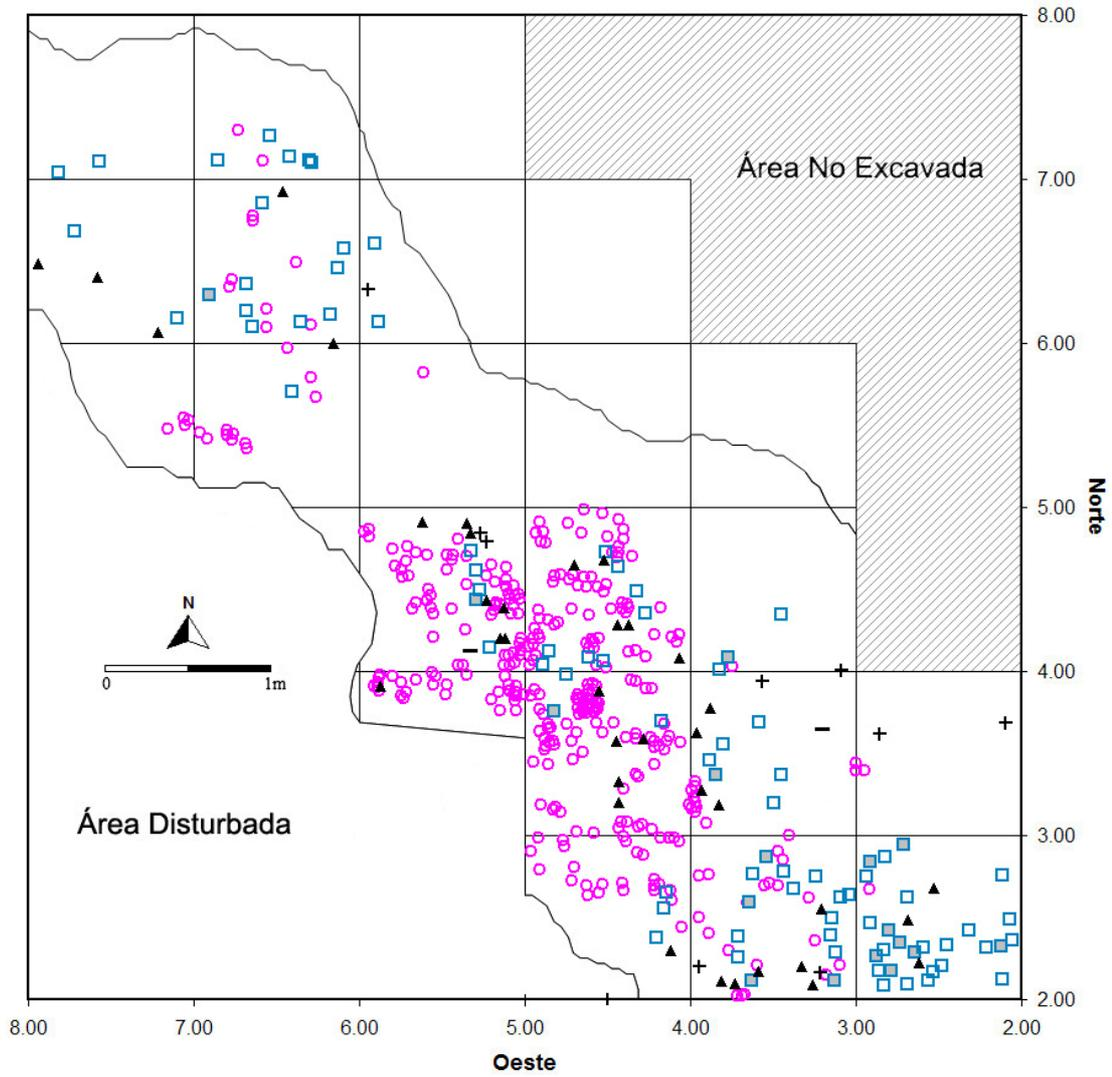 8.00
Área No Excavada
7.00
6.00
5.00
Norte
N
0 1m
4.00
Área Disturbada
3.00
2.00
8.00 7.00 6.00 5.00 4.00 3.00 2.00
Oeste